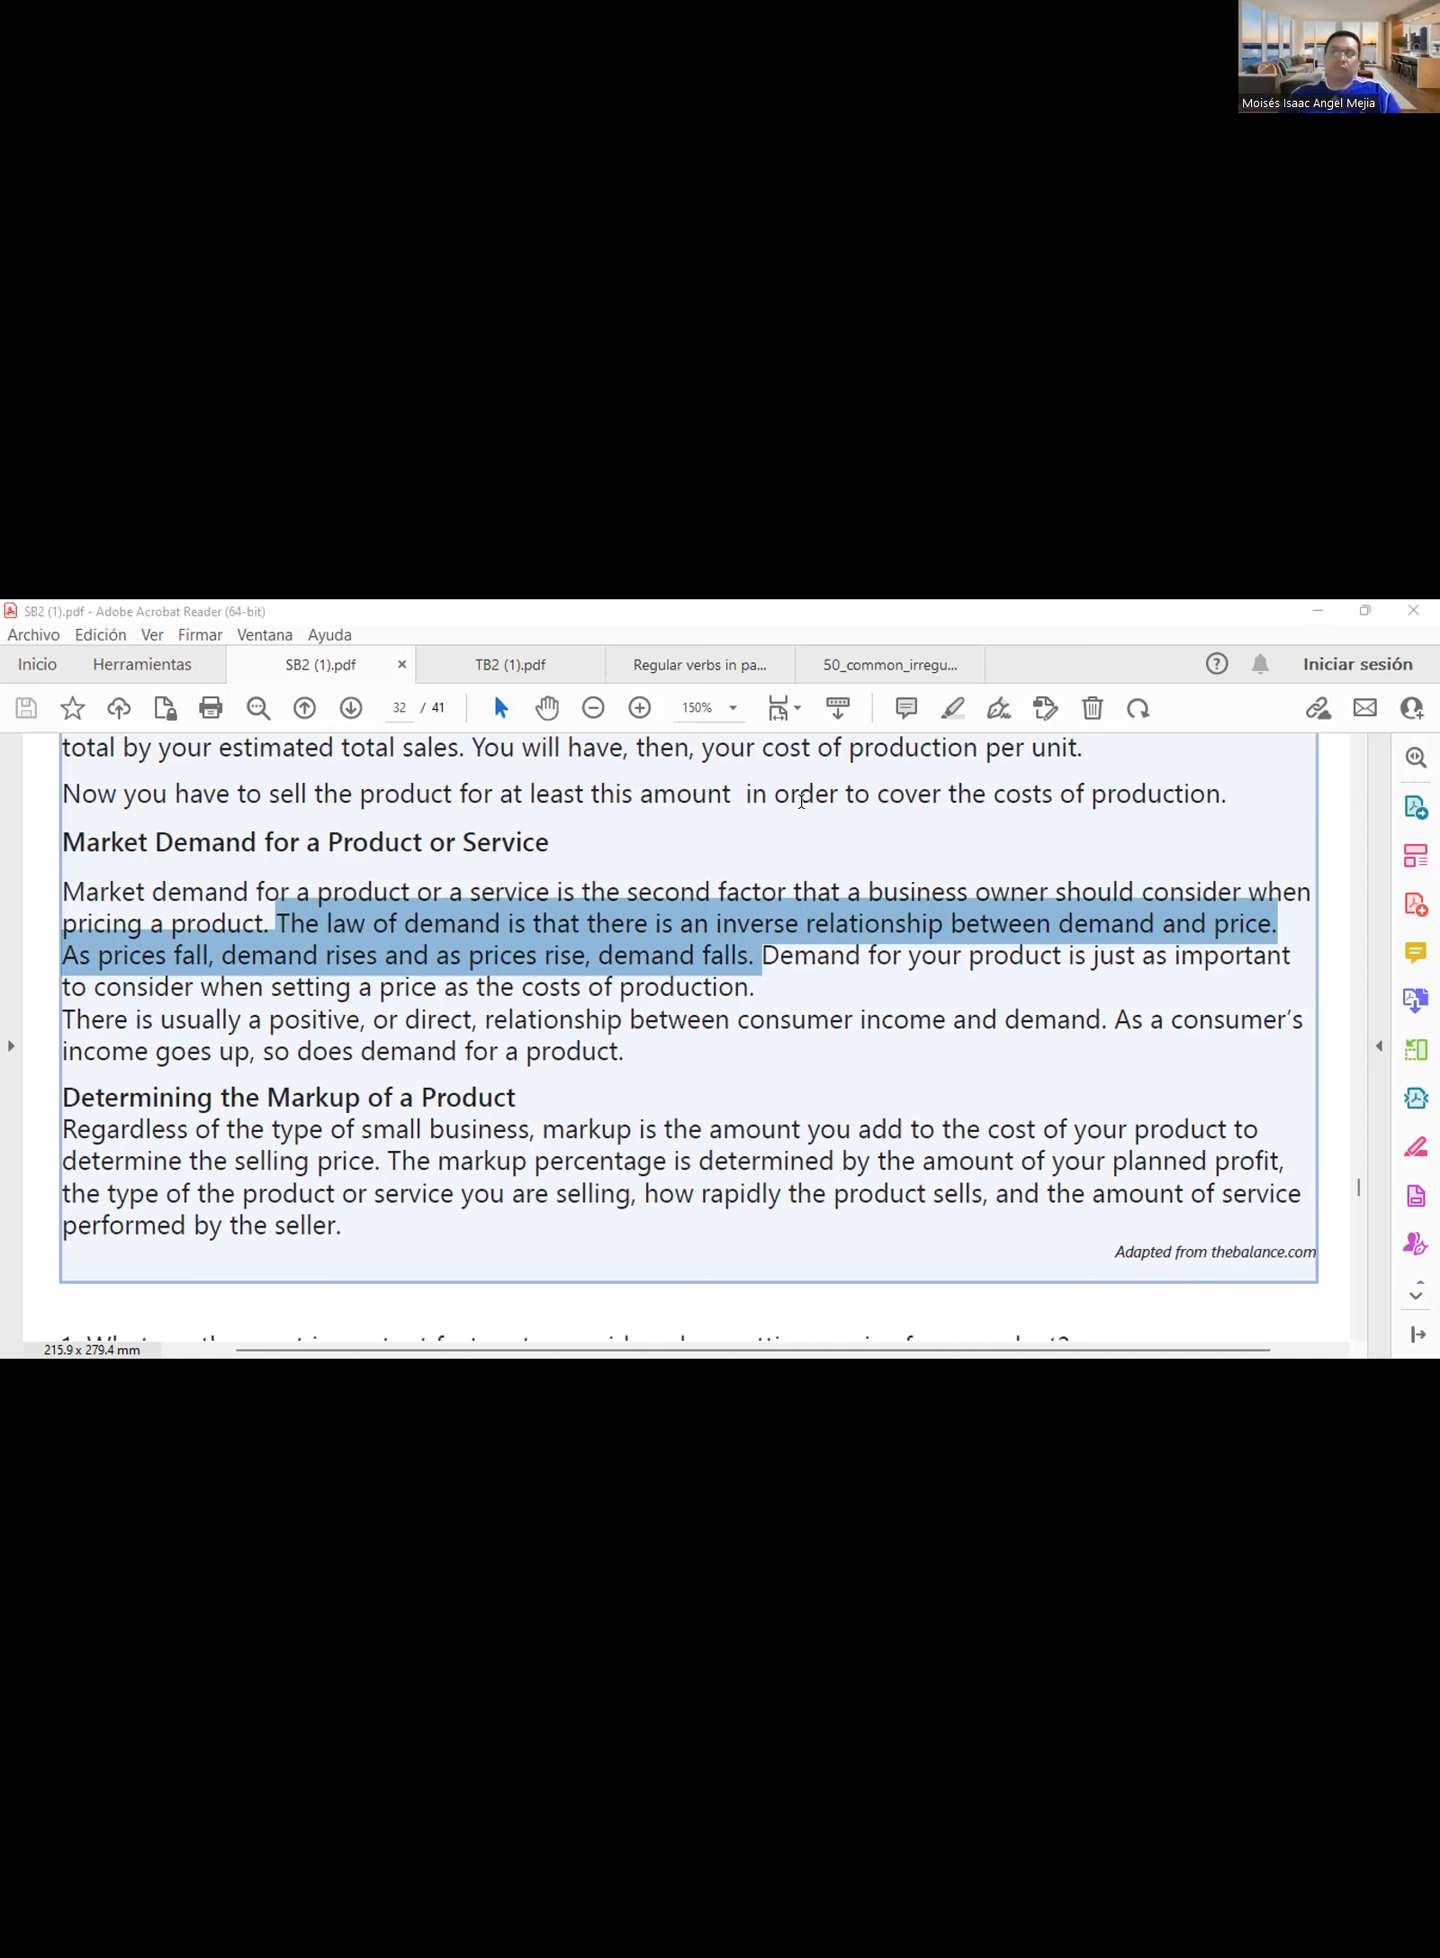 Moisés Isaac Angel Mejia
SB2 (1).pdf - Adobe Acrobat Reader (64-bit)
Archivo Edición Ver Firmar Ventana Ayuda
Inicio Herramientas SB2 (1).pdf TB2 (1).pdf Regular verbs in pa... 50_common_irregu... Iniciar sesión
32 / 41 150%
total by your estimated total sales. You will have, then, your cost of production per unit.
Now you have to sell the product for at least this amount in order to cover the costs of production.
Market Demand for a Product or Service
Market demand for a product or a service is the second factor that a business owner should consider when
pricing a product. The law of demand is that there is an inverse relationship between demand and price.
As prices fall, demand rises and as prices rise, demand falls. Demand for your product is just as important
to consider when setting a price as the costs of production.
There is usually a positive, or direct, relationship between consumer income and demand. As a consumer’s
income goes up, so does demand for a product.
Determining the Markup of a Product
Regardless of the type of small business, markup is the amount you add to the cost of your product to
determine the selling price. The markup percentage is determined by the amount of your planned profit,
the type of the product or service you are selling, how rapidly the product sells, and the amount of service
performed by the seller.
Adapted from thebalance.com
215.9 x 279.4 mm